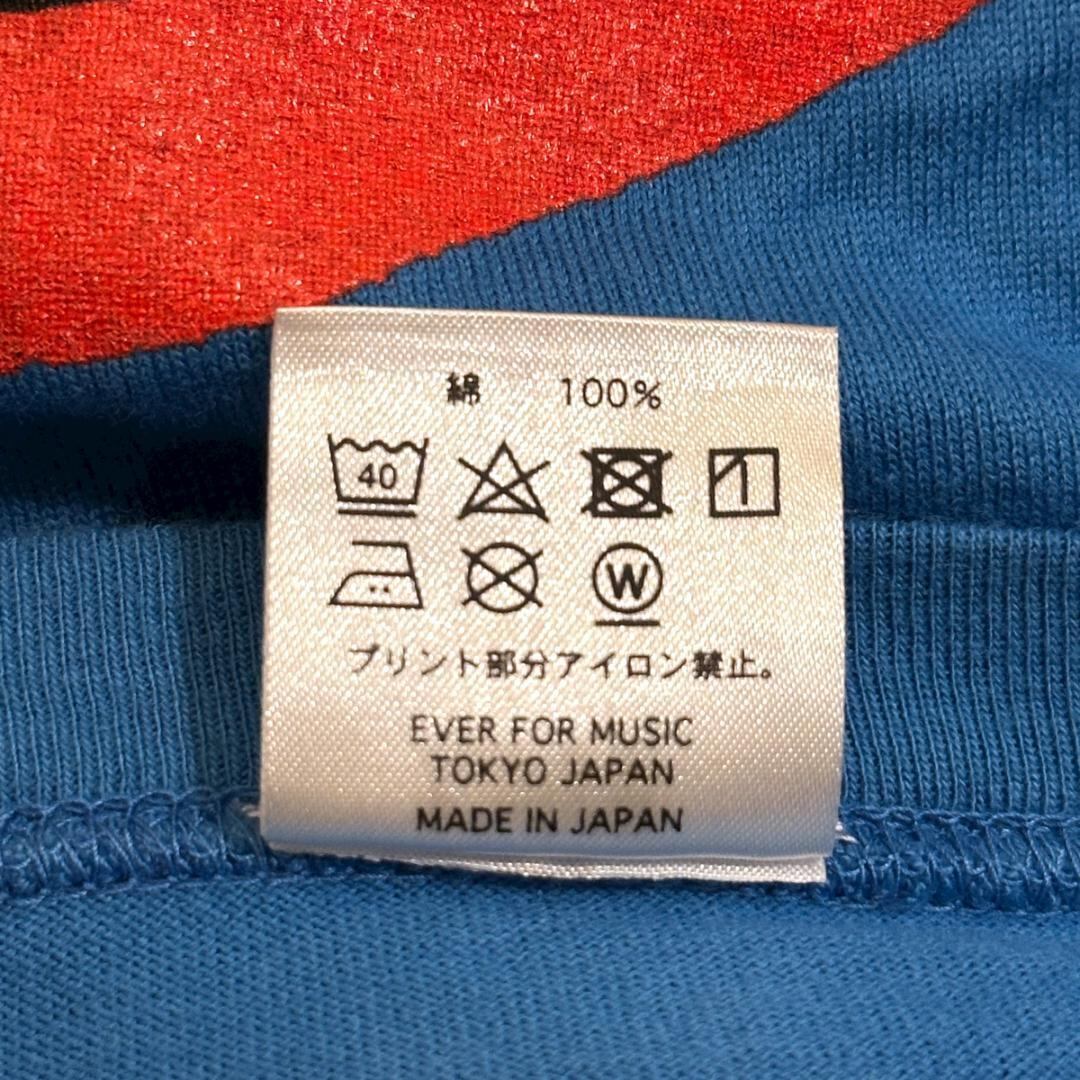 綿 100%
40
W
プリント部分アイロン禁止。
EVER FOR MUSIC
TOKYO JAPAN
MADE IN JAPAN